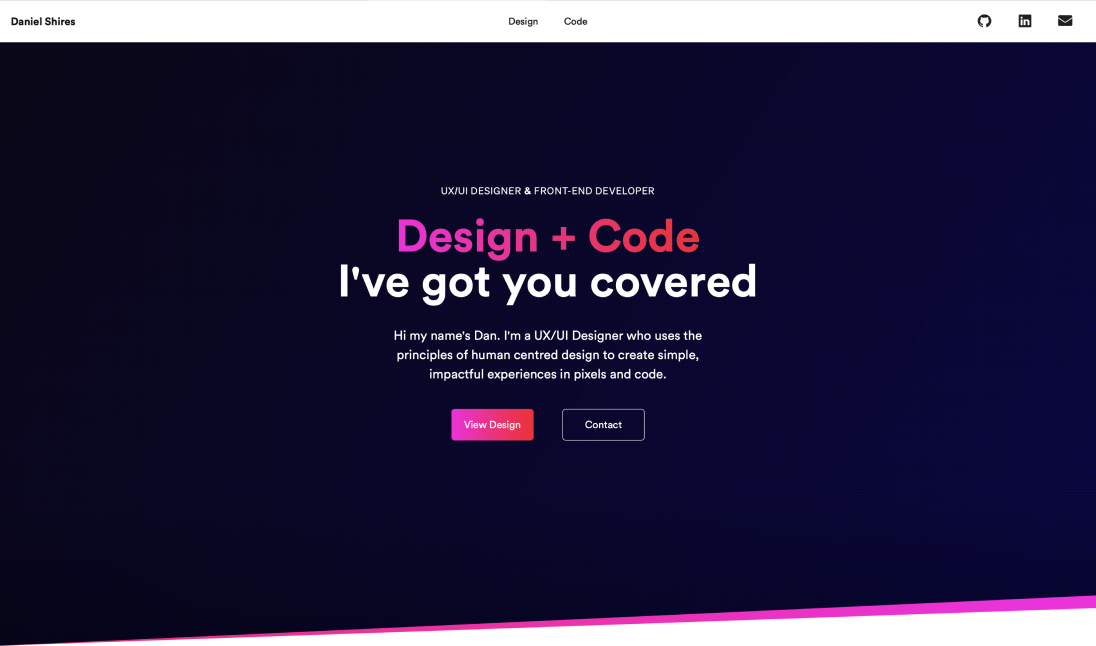 Daniel Shires
Design
Code
UX/UI DESIGNER & FRONT-END DEVELOPER
Design + Code
I've got you covered
Hi my name's Dan. I'm a UX/UI Designer who uses the
principles of human centred design to create simple,
impactful experiences in pixels and code.
View Design
Contact